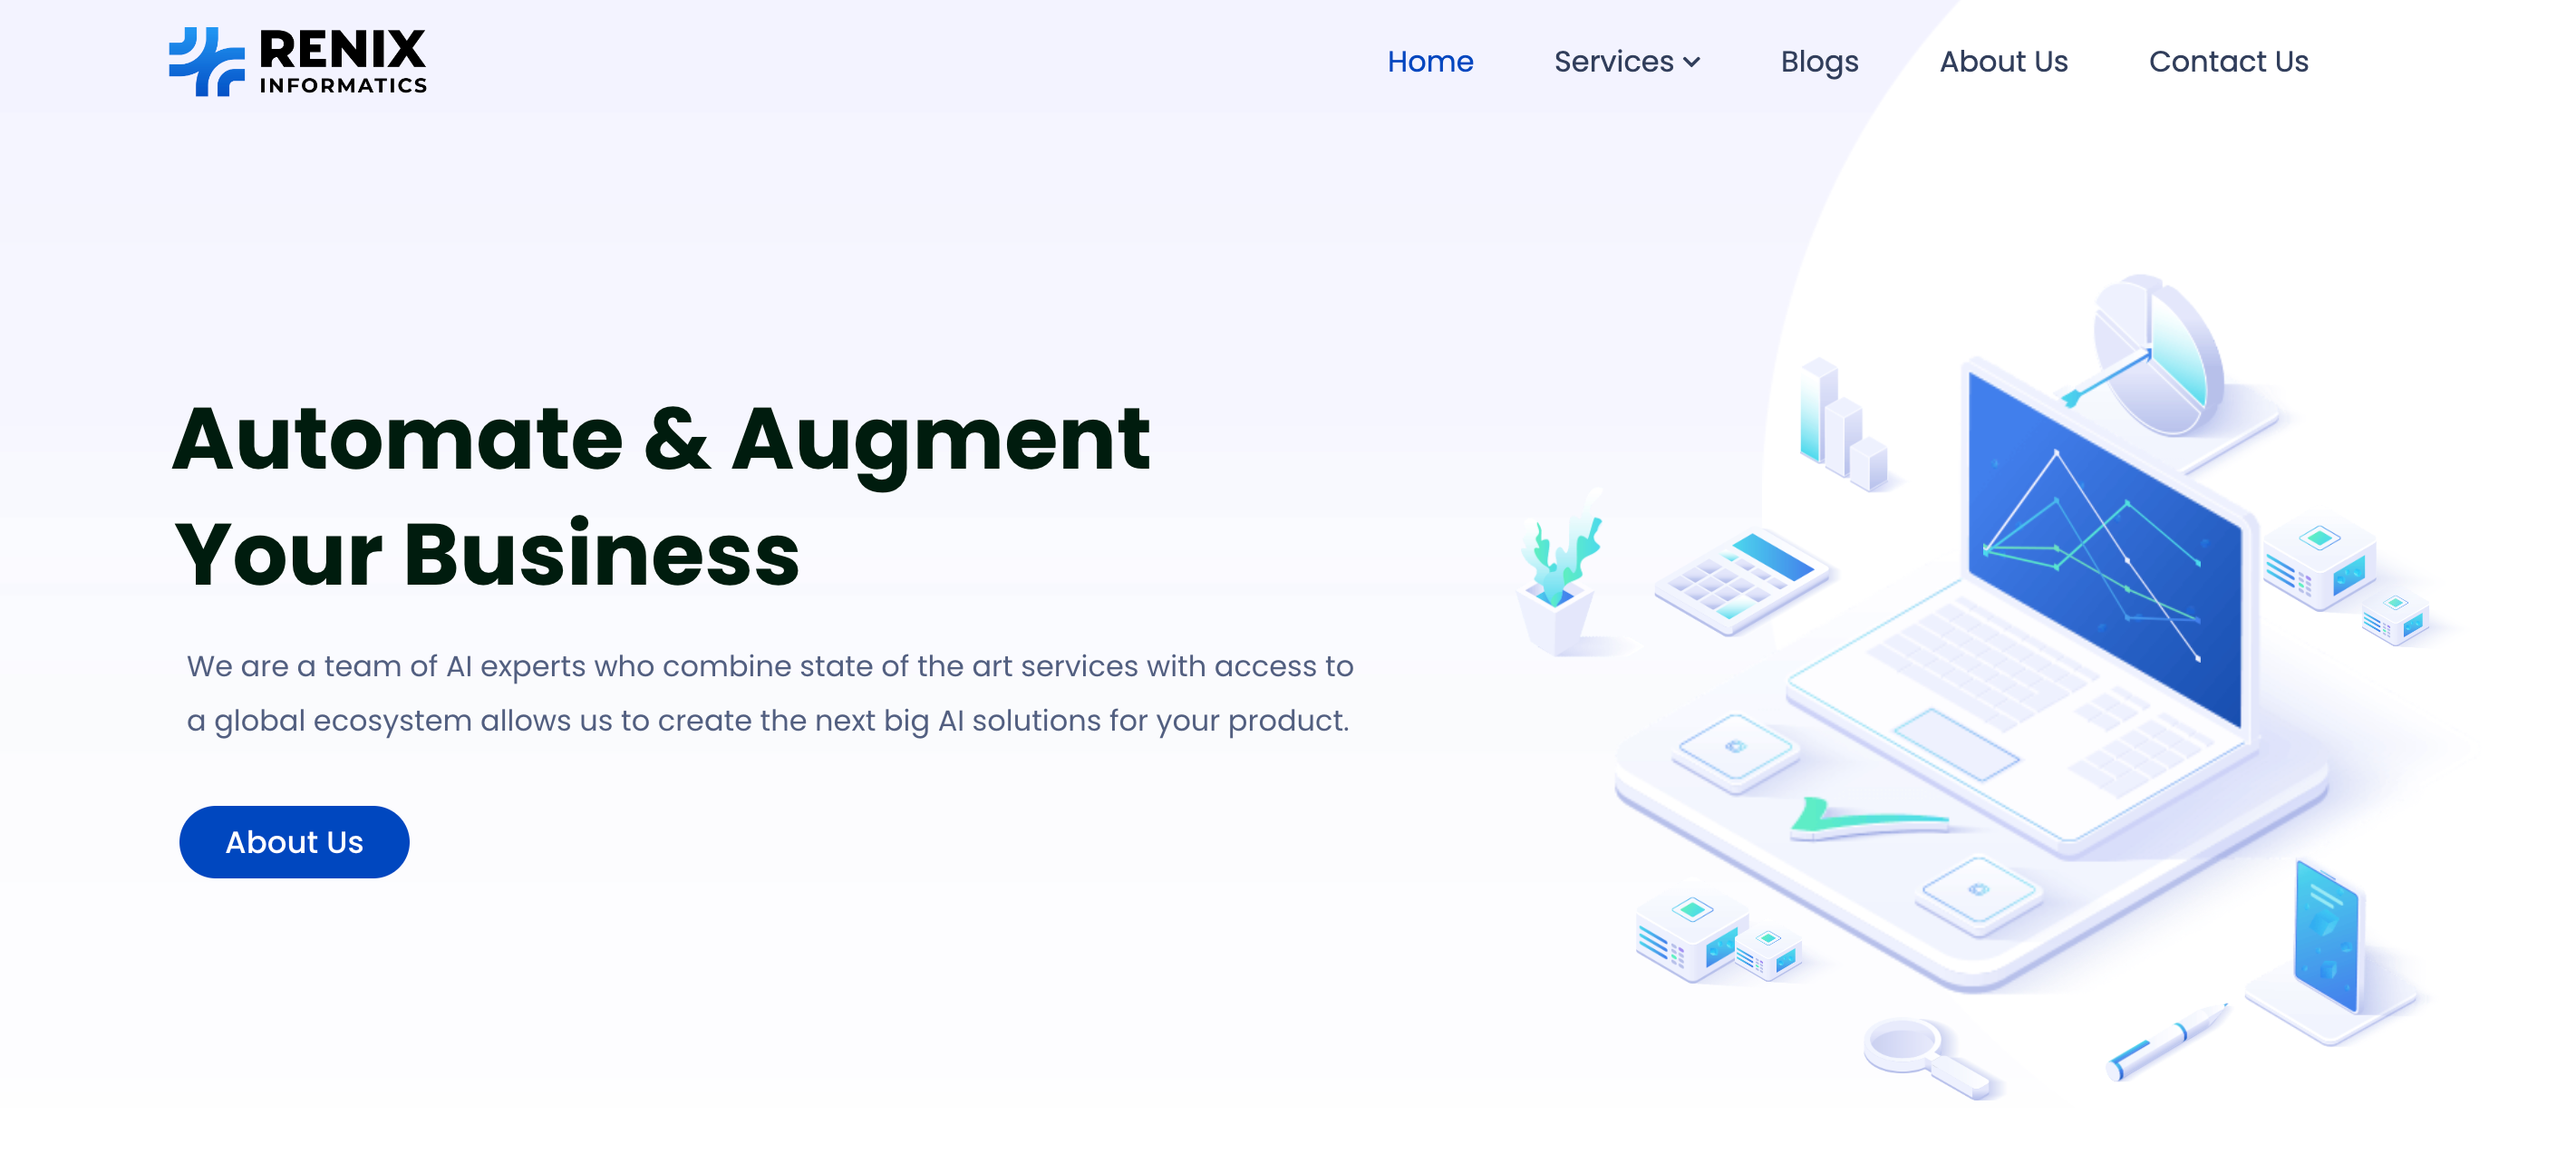 RENIX
INFORMATICS
Home
Services
Blogs
About Us
Contact Us
Automate & Augment
Your Business
We are a team of AI experts who combine state of the art services with access to
a global ecosystem allows us to create the next big AI solutions for your product.
About Us